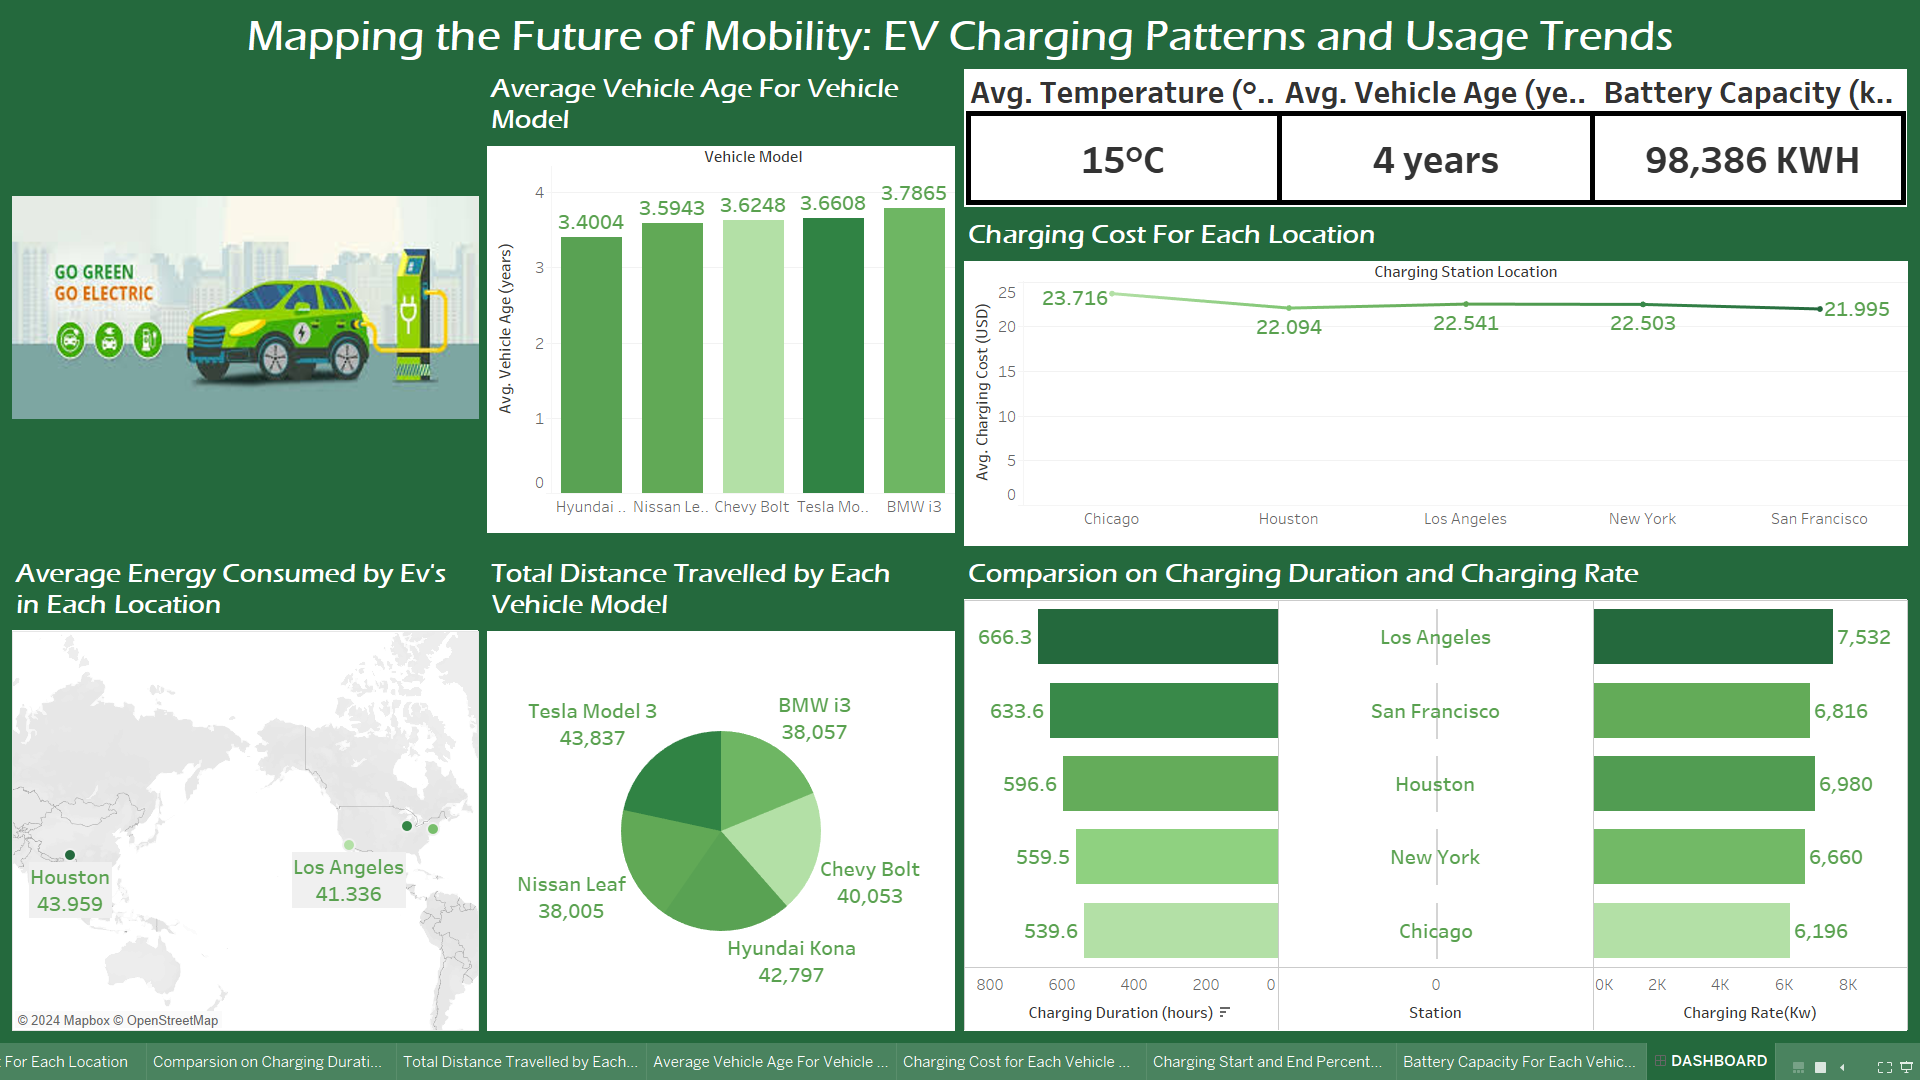 Mapping the Future of Mobility: EV Charging Patterns and Usage Trends
GO GREEN
GO ELECTRIC
Average Vehicle Age For Vehicle
Model
Vehicle Model
Avg. Vehicle Age (years)
4
3
2
1
0
3.4004
3.5943
3.6248
3.6608
3.7865
Hyundai ..
Nissan Le..
Chevy Bolt
Tesla Mo..
BMW i3
Avg. Temperature (°..
Avg. Vehicle Age (ye..
Battery Capacity (k..
15°C
4 years
98,386 KWH
Charging Cost For Each Location
Charging Station Location
Avg. Charging Cost (USD)
25
20
15
10
5
0
23.716
22.094
22.541
22.503
21.995
Chicago
Houston
Los Angeles
New York
San Francisco
Average Energy Consumed by Ev's
in Each Location
Houston
43.959
Los Angeles
41.336
© 2024 Mapbox © OpenStreetMap
Total Distance Travelled by Each
Vehicle Model
Tesla Model 3
43,837
BMW i3
38,057
Chevy Bolt
40,053
Nissan Leaf
38,005
Hyundai Kona
42,797
Comparsion on Charging Duration and Charging Rate
666.3
Los Angeles
7,532
633.6
San Francisco
6,816
596.6
Houston
6,980
559.5
New York
6,660
539.6
Chicago
6,196
800
600
400
200
0
0
0K
2K
4K
6K
8K
Charging Duration (hours)
Station
Charging Rate(Kw)
For Each Location
Comparsion on Charging Durati...
Total Distance Travelled by Each...
Average Vehicle Age For Vehicle ...
Charging Cost for Each Vehicle ...
Charging Start and End Percent...
Battery Capacity For Each Vehic...
DASHBOARD